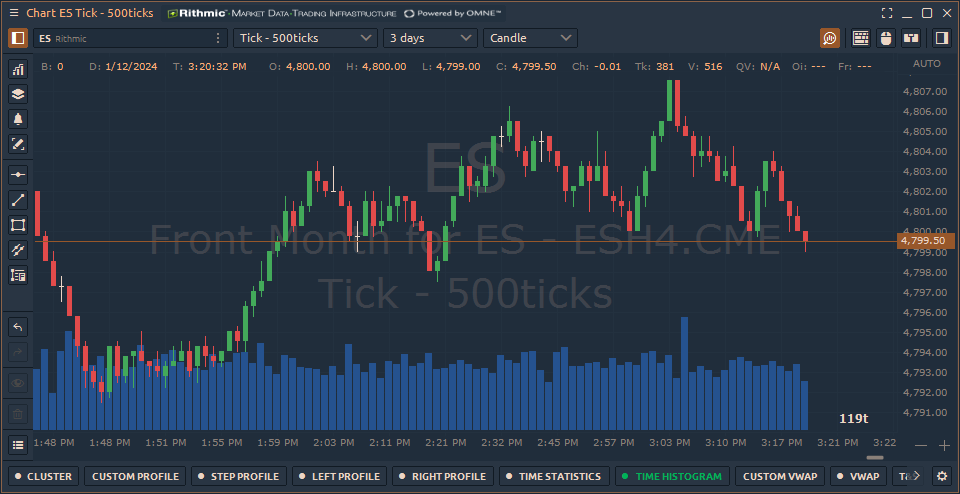 Chart ES Tick - 500ticks Rithmic™- MARKET DATA-TRADING INFRASTRUCTURE Powered by OMNE™
ES Rithmic Tick - 500ticks 3 days Candle
B: 0 D: 1/12/2024 T: 3:20:32 PM O: 4,800.00 H: 4,800.00 L: 4,799.00 C: 4,799.50 Ch: -0.01 Tk: 381 V: 516 QV: N/A Oi: --- Fr: --- AUTO
4,807.00
4,806.00
4,805.00
4,804.00
4,803.00
4,802.00
4,801.00
4,800.00
4,799.50
4,799.00
4,798.00
4,797.00
4,796.00
4,795.00
4,794.00
4,793.00
4,792.00
4,791.00
ES
Front Month for ES - ESH4.CME
Tick - 500ticks
119t
1:48 PM 1:48 PM 1:51 PM 1:55 PM 1:59 PM 2:03 PM 2:11 PM 2:21 PM 2:32 PM 2:45 PM 2:57 PM 3:03 PM 3:10 PM 3:17 PM 3:21 PM 3:22
CLUSTER CUSTOM PROFILE STEP PROFILE LEFT PROFILE RIGHT PROFILE TIME STATISTICS TIME HISTOGRAM CUSTOM VWAP VWAP